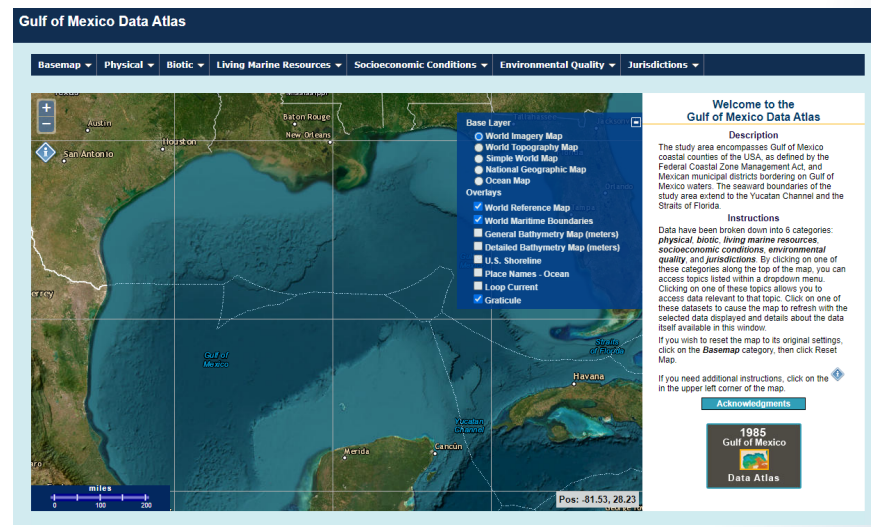 Gulf of Mexico Data Atlas
Basemap Physical Biotic Living Marine Resources Socioeconomic Conditions Environmental Quality Jurisdictions
Austin
Houston
San Antonio
Baton Rouge
New Orleans
Base Layer
World Imagery Map
World Topography Map
Simple World Map
National Geographic Map
Ocean Map
Overlays
World Reference Map
World Maritime Boundaries
General Bathymetry Map (meters)
Detailed Bathymetry Map (meters)
U.S. Shoreline
Place Names - Ocean
Loop Current
Graticule
Gulf of
Mexico
Straits
of Florida
Havana
Yucatan
Channel
Merida
Cancún
miles
0 100 200
Pos: -81.53, 28.23
Welcome to the
Gulf of Mexico Data Atlas
Description
The study area encompasses Gulf of Mexico
coastal counties of the USA, as defined by the
Federal Coastal Zone Management Act, and
Mexican municipal districts bordering on Gulf of
Mexico waters. The seaward boundaries of the
study area extend to the Yucatan Channel and the
Straits of Florida.
Instructions
Data have been broken down into 6 categories:
physical, biotic, living marine resources,
socioeconomic conditions, environmental
quality, and jurisdictions. By clicking on one of
these categories along the top of the map, you can
access topics listed within a dropdown menu.
Clicking on one of these topics allows you to
access data relevant to that topic. Click on one of
these datasets to cause the map to refresh with the
selected data displayed and details about the data
itself available in this window.
If you wish to reset the map to its original settings,
click on the Basemap category, then click Reset
Map.
If you need additional instructions, click on the
in the upper left corner of the map.
Acknowledgments
1985
Gulf of Mexico
Data Atlas